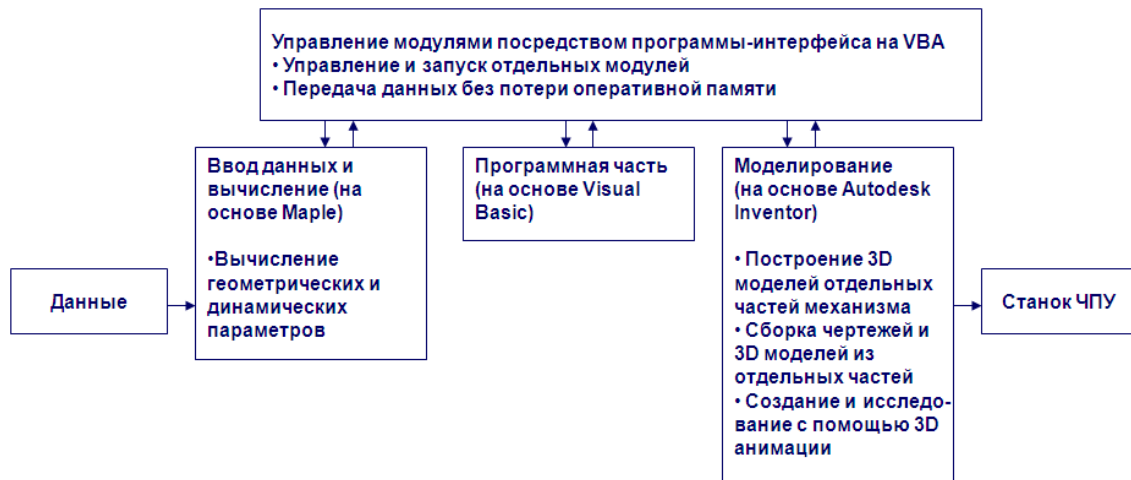 Управление модулями посредством программы-интерфейса на VBA
• Управление и запуск отдельных модулей
• Передача данных без потери оперативной памяти
Данные
Ввод данных и
вычисление (на
основе Maple)
•Вычисление
геометрических и
динамических
параметров
Программная часть
(на основе Visual
Basic)
Моделирование
(на основе Autodesk
Inventor)
• Построение 3D
моделей отдельных
частей механизма
• Сборка чертежей и
3D моделей из
отдельных частей
• Создание и исследо-
вание с помощью 3D
анимации
Станок ЧПУ